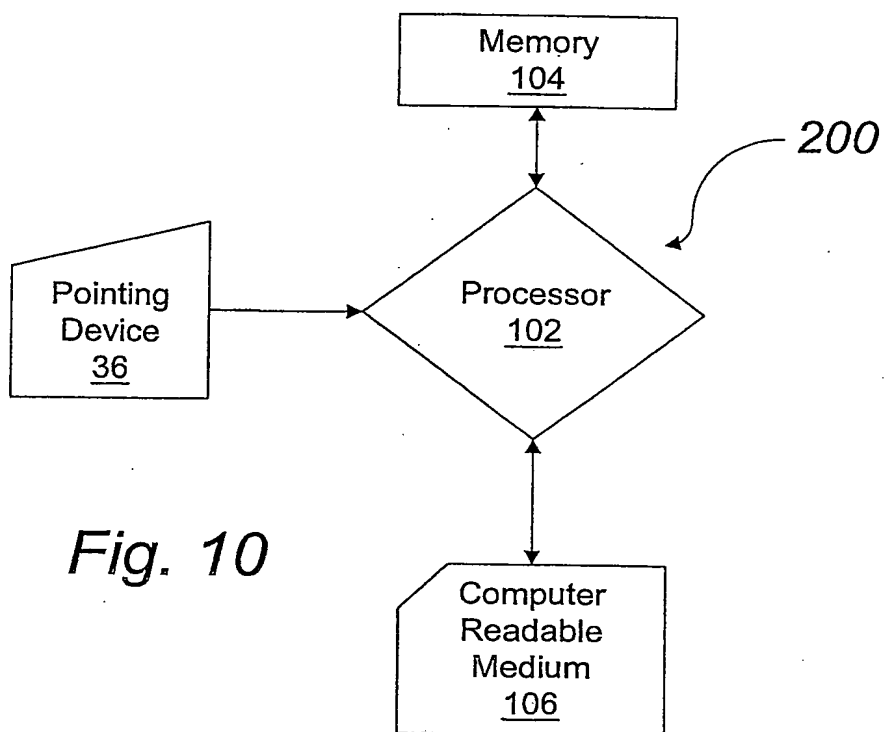 Memory
104
200
Pointing
Device
36
Processor
102
Fig. 10
Computer
Readable
Medium
106